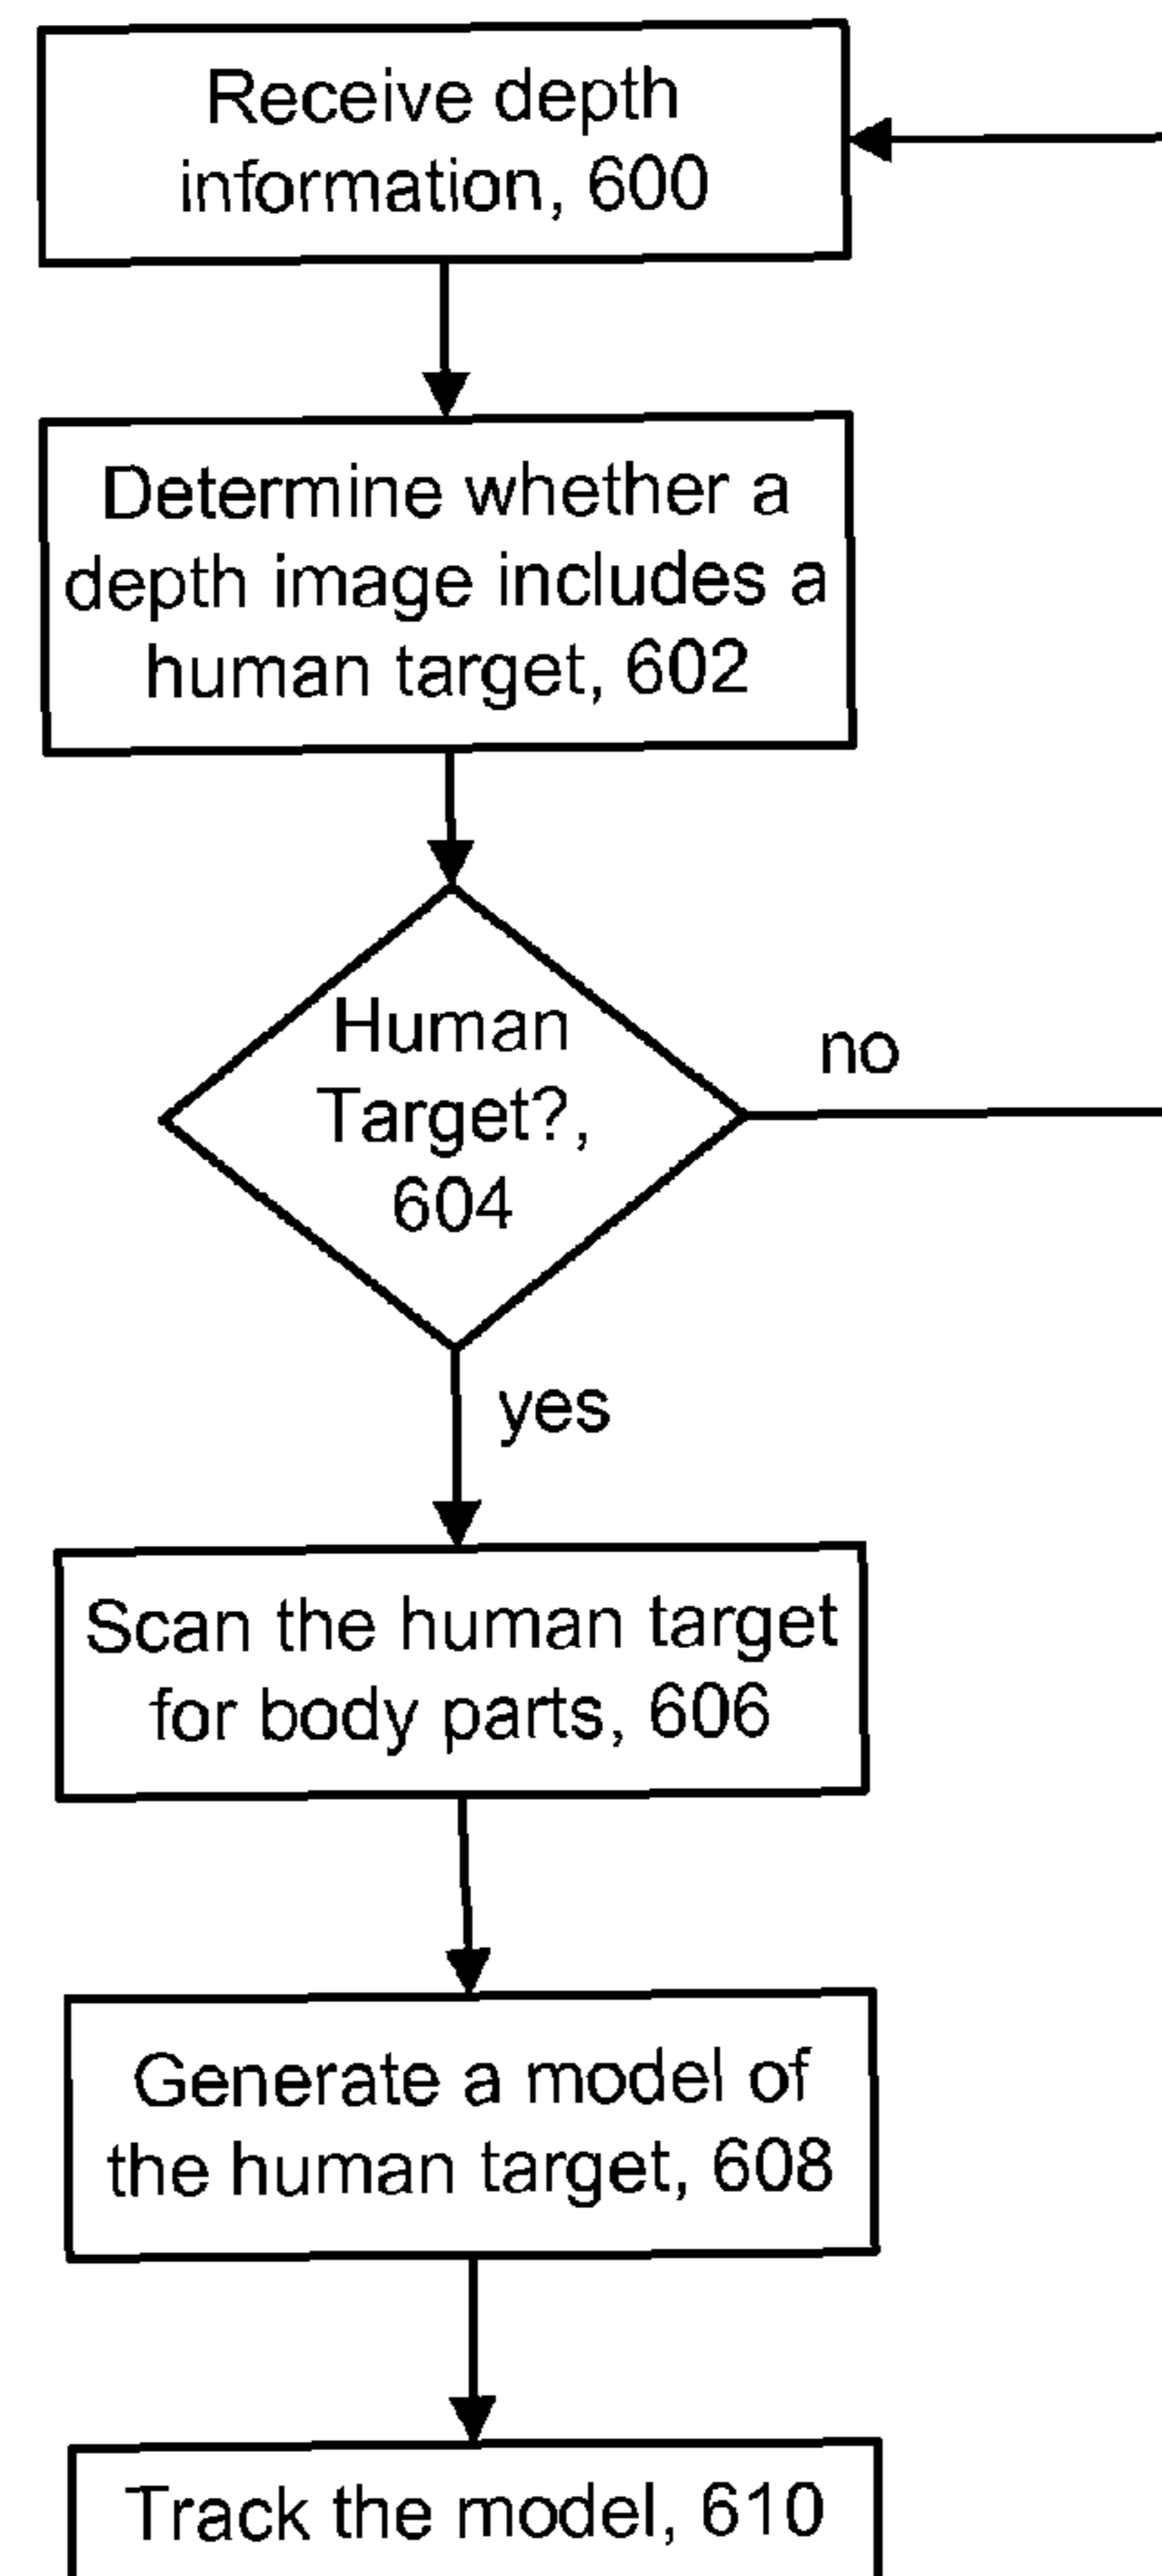 Receive depth
information, 600
Determine whether a
depth image includes a
human target, 602
Human
Target?,
604
no
yes
Scan the human target
for body parts, 606
Generate a model of
the human target, 608
Track the model, 610